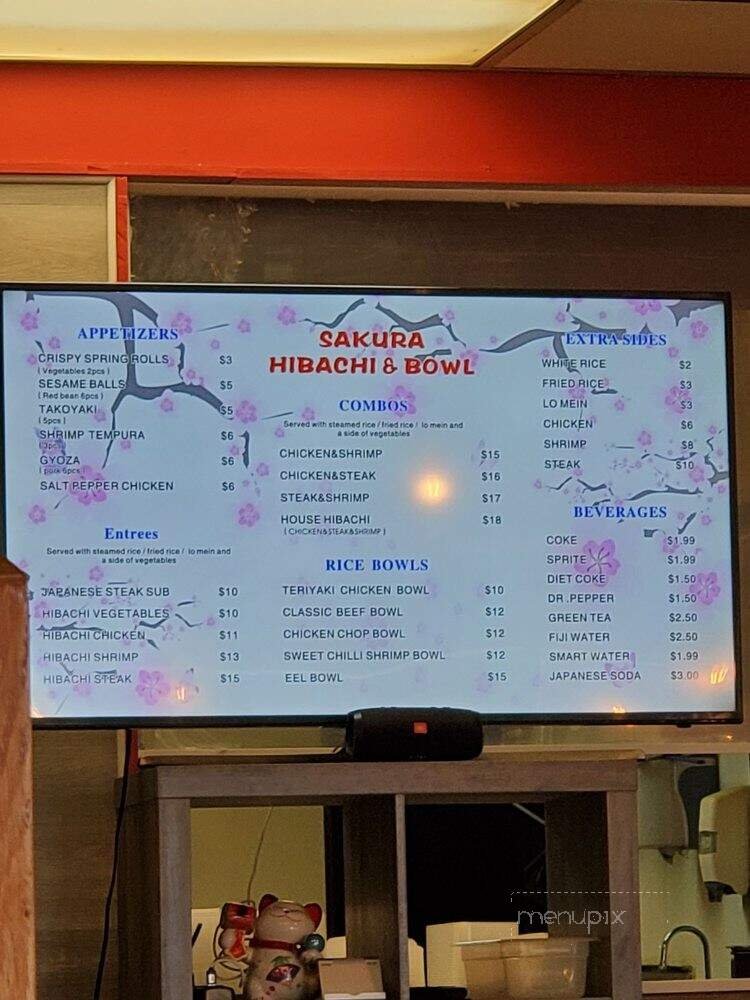 SAKURA
HIBACHI & BOWL
APPETIZERS
CRISPY SPRING ROLLS $3
( Vegetables 2pcs )
SESAME BALLS $5
( Red bean 6pcs )
TAKOYAKI $5
( 5pcs )
SHRIMP TEMPURA $6
GYOZA $6
( pork 6pcs )
SALT PEPPER CHICKEN $6
Entrees
Served with steamed rice / fried rice / lo mein and
a side of vegetables
JAPANESE STEAK SUB $10
HIBACHI VEGETABLES $10
HIBACHI CHICKEN $11
HIBACHI SHRIMP $13
HIBACHI STEAK $15
COMBOS
Served with steamed rice / fried rice / lo mein and
a side of vegetables
CHICKEN&SHRIMP $15
CHICKEN&STEAK $16
STEAK&SHRIMP $17
HOUSE HIBACHI $18
( CHICKEN&STEAK&SHRIMP )
RICE BOWLS
TERIYAKI CHICKEN BOWL $10
CLASSIC BEEF BOWL $12
CHICKEN CHOP BOWL $12
SWEET CHILLI SHRIMP BOWL $12
EEL BOWL $15
EXTRA SIDES
WHITE RICE $2
FRIED RICE $3
LO MEIN $3
CHICKEN $6
SHRIMP $8
STEAK $10
BEVERAGES
COKE $1.99
SPRITE $1.99
DIET COKE $1.50
DR .PEPPER $1.50
GREEN TEA $2.50
FIJI WATER $2.50
SMART WATER $1.99
JAPANESE SODA $3.00
JBL
menupix